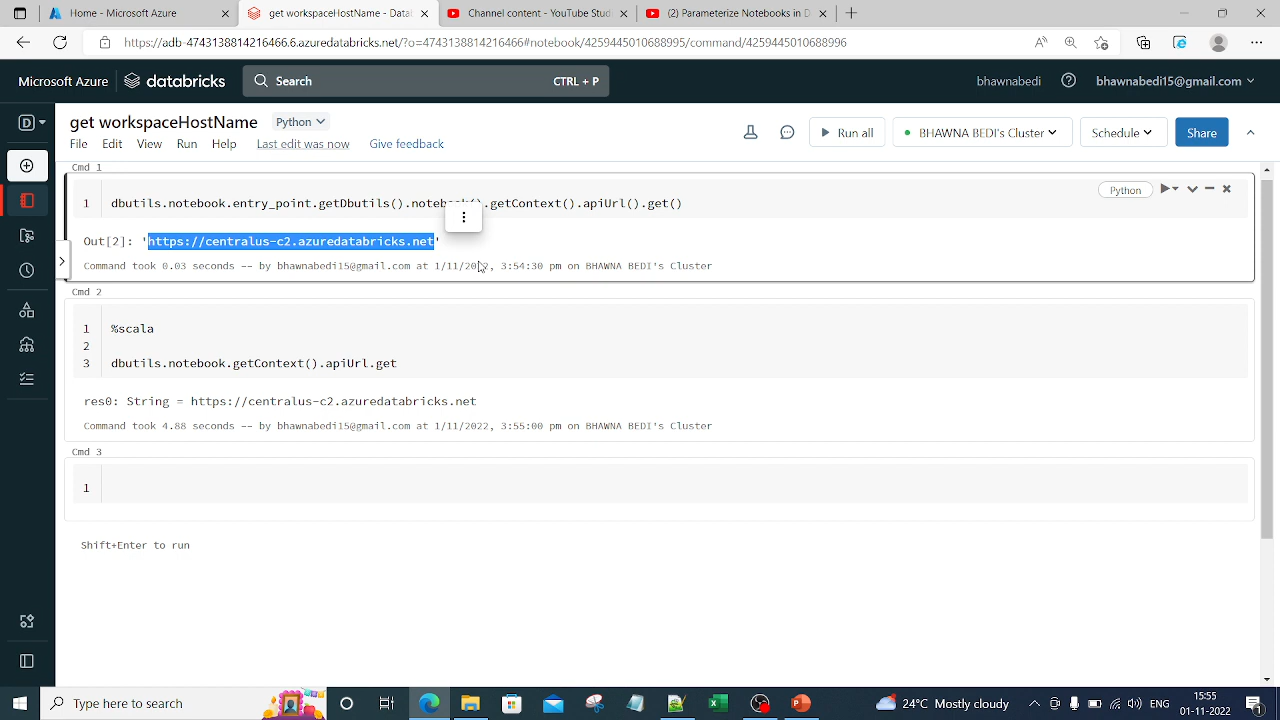 Home - Microsoft Azure
get workspaceHostName - Data
Channel content - YouTube Studi
(2) Parameterize Notebooks in D
https://adb-4743138814216466.6.azuredatabricks.net/?o=4743138814216466#notebook/4259445010688995/command/4259445010688996
Microsoft Azure
databricks
Search
CTRL + P
bhawnabedi
bhawnabedi15@gmail.com
D
get workspaceHostName
Python
File
Edit
View
Run
Help
Last edit was now
Give feedback
Run all
BHAWNA BEDI's Cluster
Schedule
Share
Cmd 1
Python
1 dbutils.notebook.entry_point.getDbutils().notebook().getContext().apiUrl().get()
Out[2]: 'https://centralus-c2.azuredatabricks.net'
Command took 0.03 seconds -- by bhawnabedi15@gmail.com at 1/11/2022, 3:54:30 pm on BHAWNA BEDI's Cluster
Cmd 2
1 %scala
2
3 dbutils.notebook.getContext().apiUrl.get
res0: String = https://centralus-c2.azuredatabricks.net
Command took 4.88 seconds -- by bhawnabedi15@gmail.com at 1/11/2022, 3:55:00 pm on BHAWNA BEDI's Cluster
Cmd 3
1
Shift+Enter to run
Type here to search
24°C Mostly cloudy
ENG
15:55
01-11-2022
1